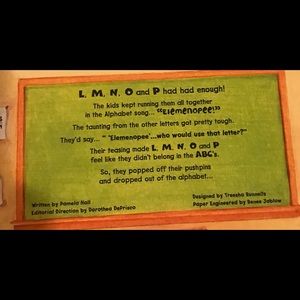 L, M, N, O and P had had enough!
The kids kept running them all together
in the Alphabet song... "Elemenopee!"
The taunting from the other letters got pretty tough.
They'd say... " 'Elemenopee'...who would use that letter?"
Their teasing made L, M, N, O and P
feel like they didn't belong in the ABC's.
So, they popped off their pushpins
and dropped out of the alphabet...
Written by Pamela Hall
Editorial Direction by Dorothea DePrisco
Designed by Treesha Runnells
Paper Engineered by Renee Jablow